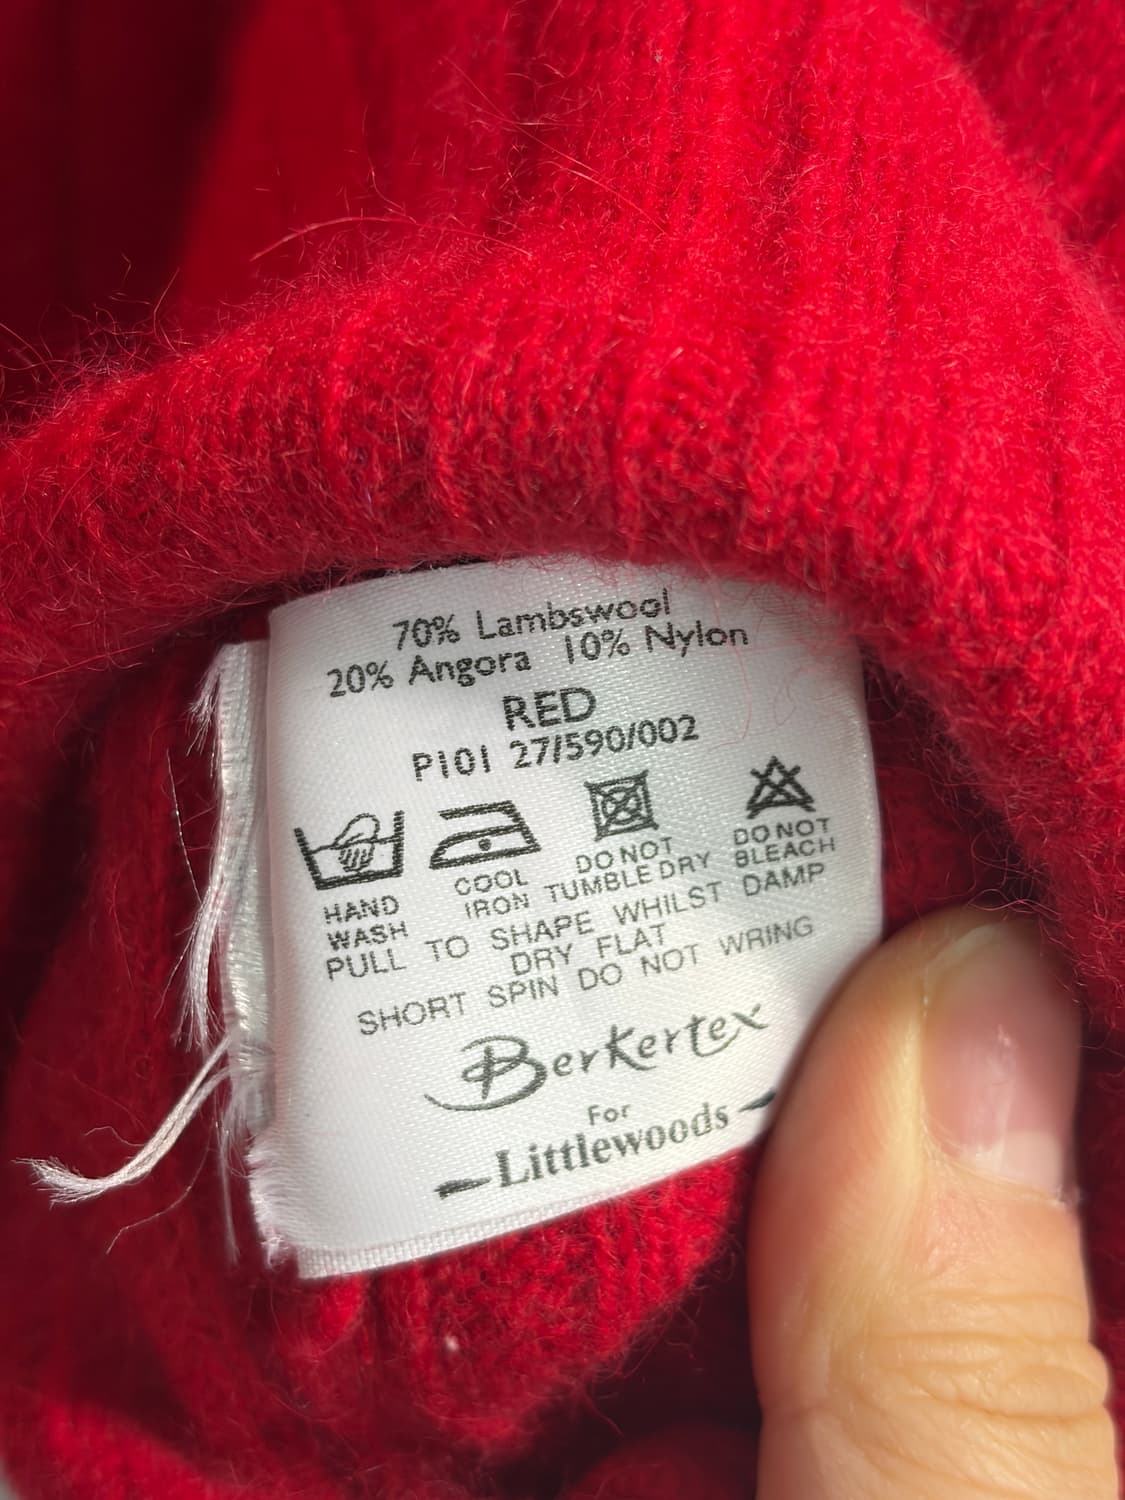 70% Lambswool
20% Angora 10% Nylon
RED
P101 27/590/002
HAND WASH
COOL IRON
DO NOT TUMBLE DRY
DO NOT BLEACH
PULL TO SHAPE WHILST DAMP
DRY FLAT
SHORT SPIN DO NOT WRING
Berkertex
For
Littlewoods